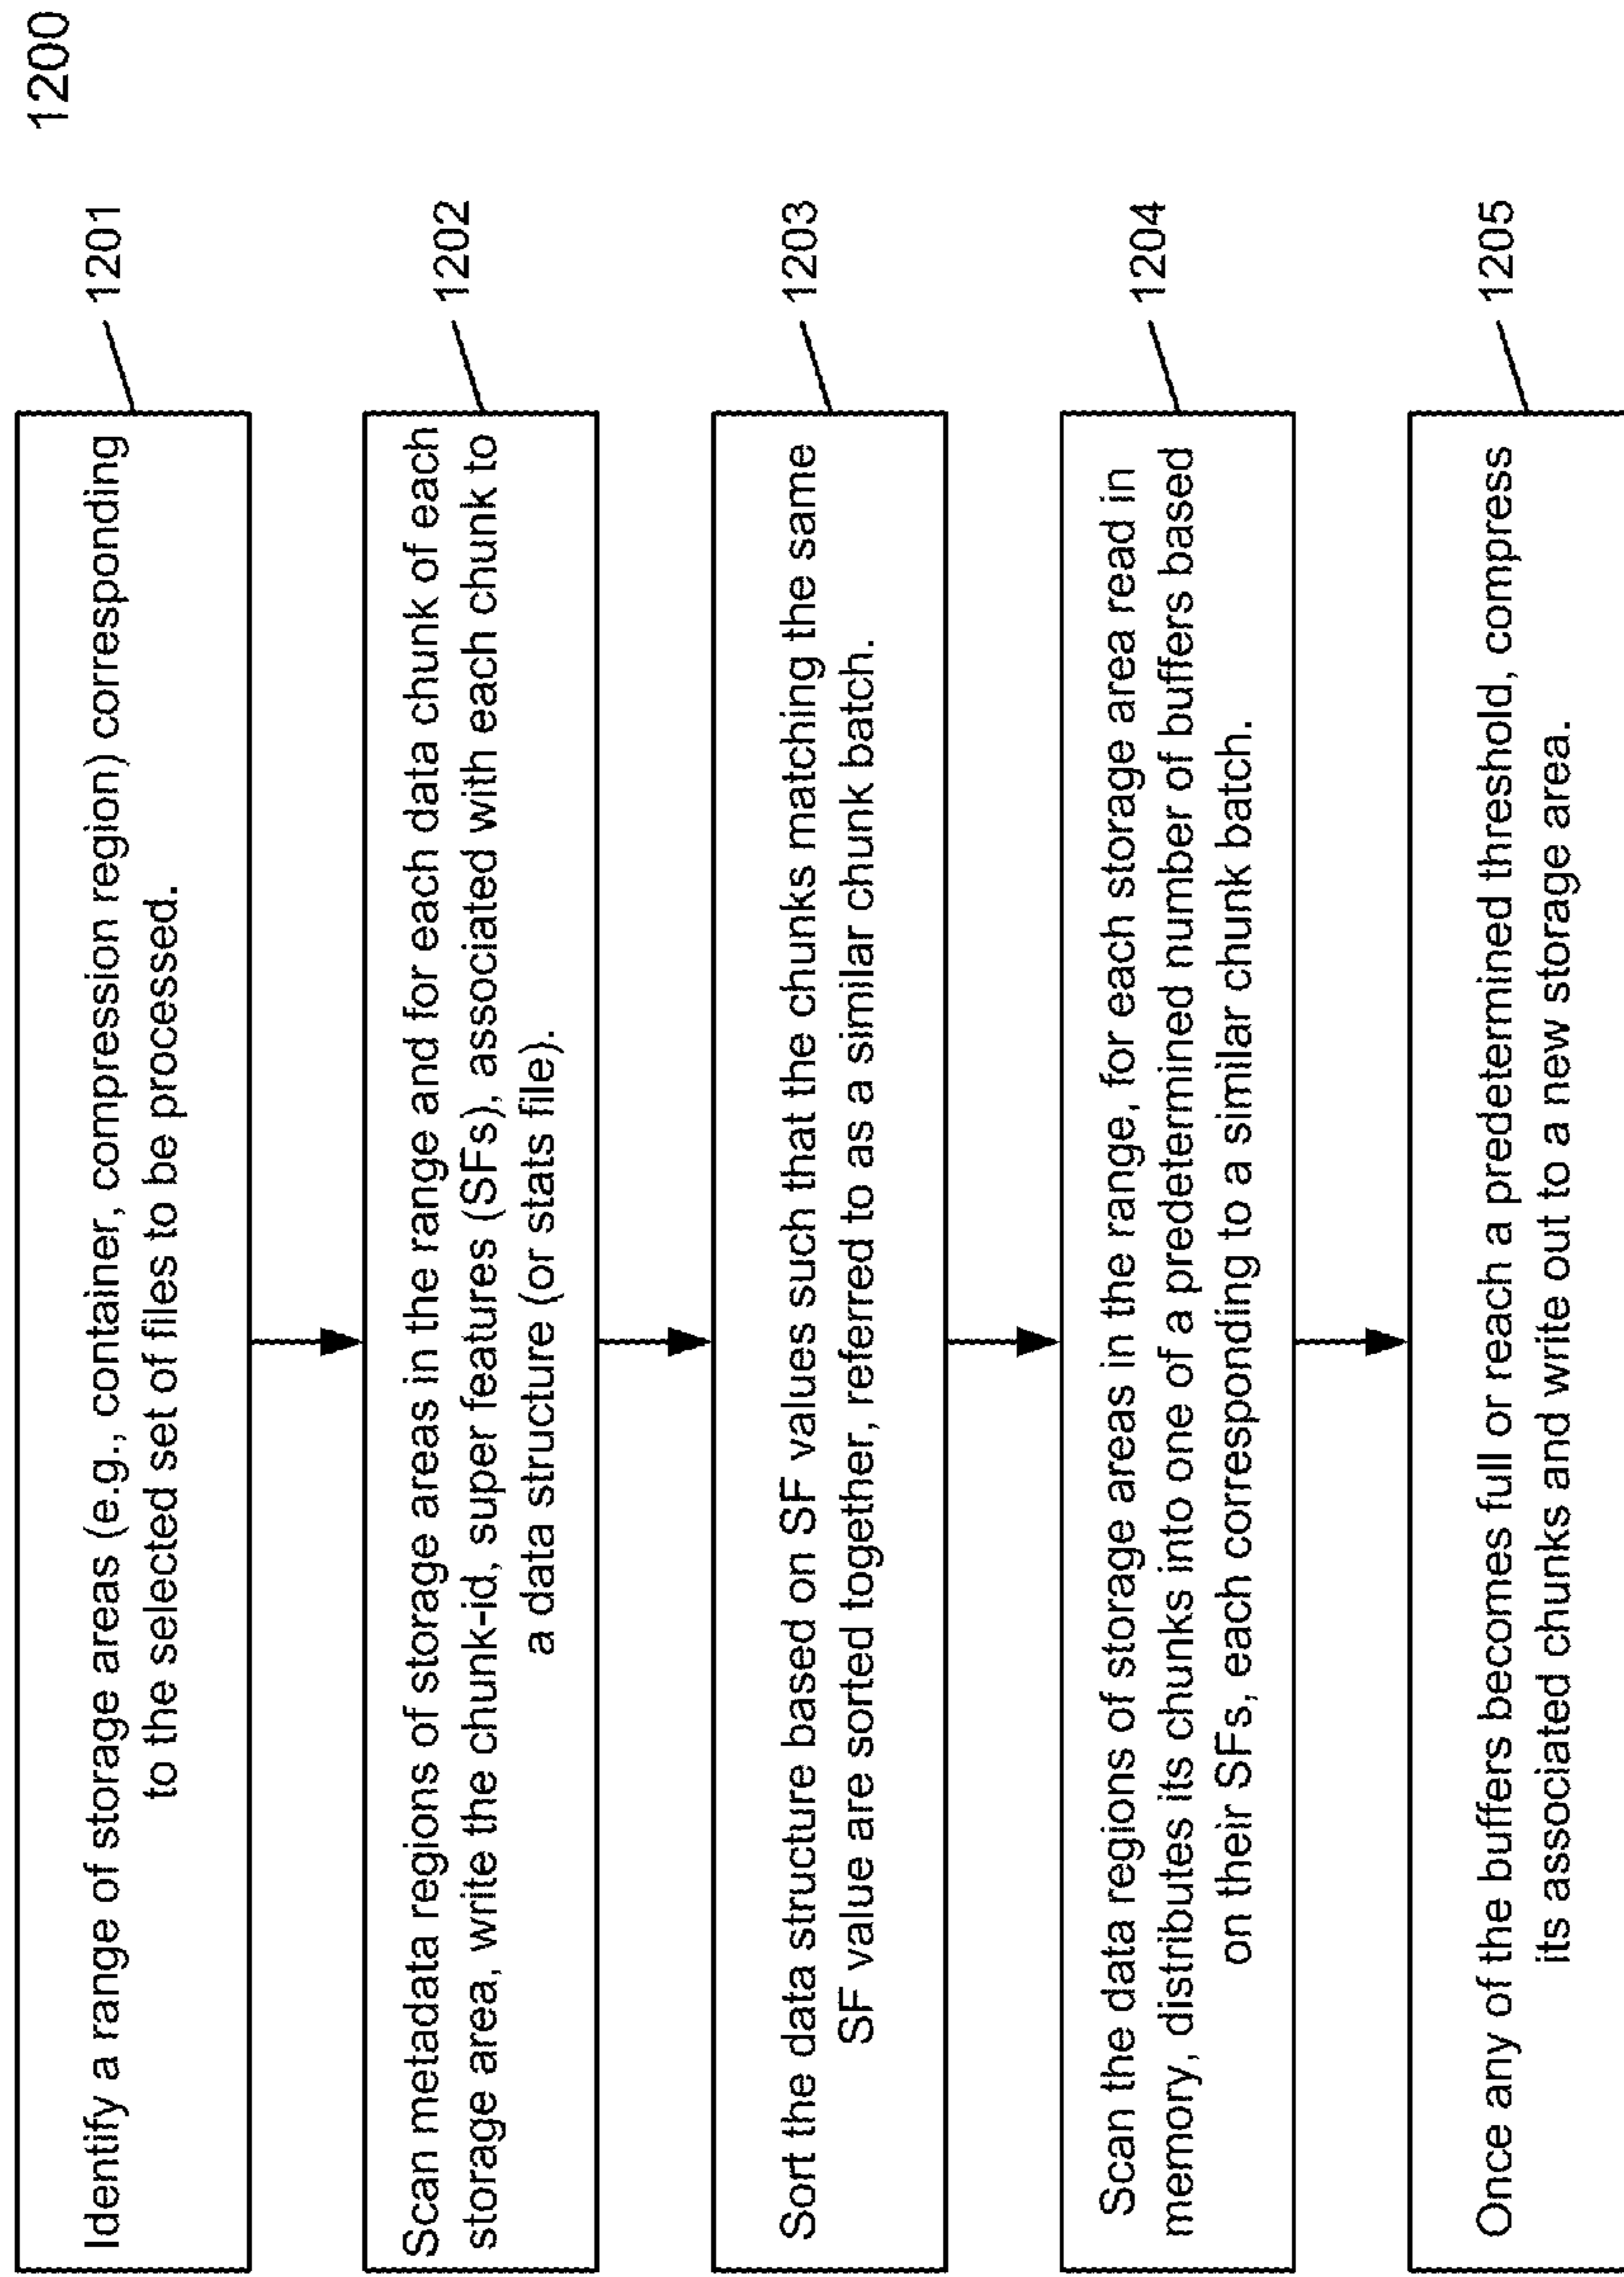 1200
Identify a range of storage areas (e.g., container, compression region) corresponding
to the selected set of files to be processed.
1201
Scan metadata regions of storage areas in the range and for each data chunk of each
storage area, write the chunk-id, super features (SFs), associated with each chunk to
a data structure (or stats file).
1202
Sort the data structure based on SF values such that the chunks matching the same
SF value are sorted together, referred to as a similar chunk batch.
1203
Scan the data regions of storage areas in the range, for each storage area read in
memory, distributes its chunks into one of a predetermined number of buffers based
on their SFs, each corresponding to a similar chunk batch.
1204
Once any of the buffers becomes full or reach a predetermined threshold, compress
its associated chunks and write out to a new storage area.
1205